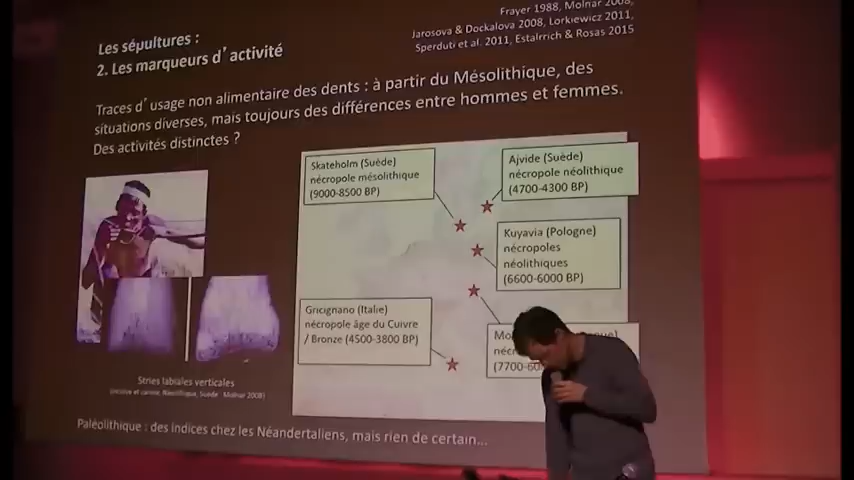 Frayer 1988, Molnar 2008,
Jarosova & Dockalova 2008, Lorkiewicz 2011,
Sperduti et al. 2011, Estalrrich & Rosas 2015
Les sépultures :
2. Les marqueurs d'activité
Traces d'usage non alimentaire des dents : à partir du Mésolithique, des
situations diverses, mais toujours des différences entre hommes et femmes.
Des activités distinctes ?
Skateholm (Suède)
nécropole mésolithique
(9000-8500 BP)
Ajvide (Suède)
nécropole néolithique
(4700-4300 BP)
Kuyavia (Pologne)
nécropoles
néolithiques
(6600-6000 BP)
Gricignano (Italie)
nécropole âge du Cuivre
/ Bronze (4500-3800 BP)
Stries labiales verticales
Paléolithique : des indices chez les Néandertaliens, mais rien de certain...